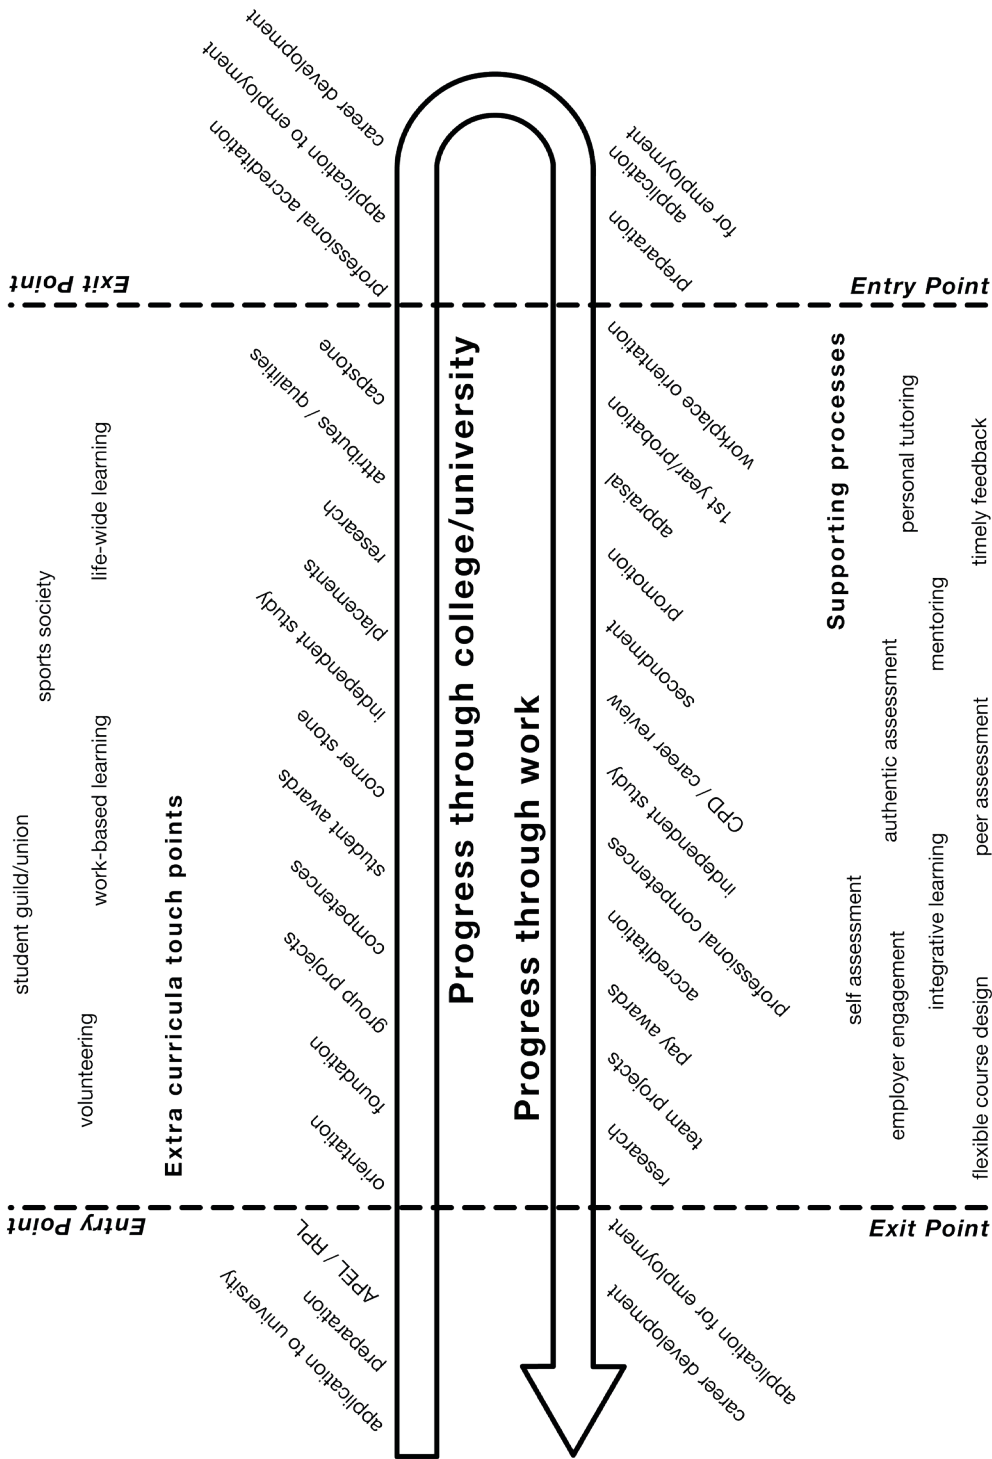 application to university
preparation
APEL / RPL
Entry Point
orientation
foundation
group projects
competences
student awards
corner stone
independent study
placements
research
attributes / qualities
capstone
Exit Point
professional accreditation
application to employment
career development
Extra curricula touch points
volunteering
student guild/union
work-based learning
sports society
life-wide learning
Progress through college/university
Progress through work
for employment
application
preparation
Entry Point
workplace orientation
1st year/probation
appraisal
promotion
secondment
CPD / career review
independent study
professional competences
accreditation
pay awards
team projects
research
Exit Point
application for employment
career development
Supporting processes
self assessment
authentic assessment
personal tutoring
employer engagement
integrative learning
mentoring
flexible course design
peer assessment
timely feedback